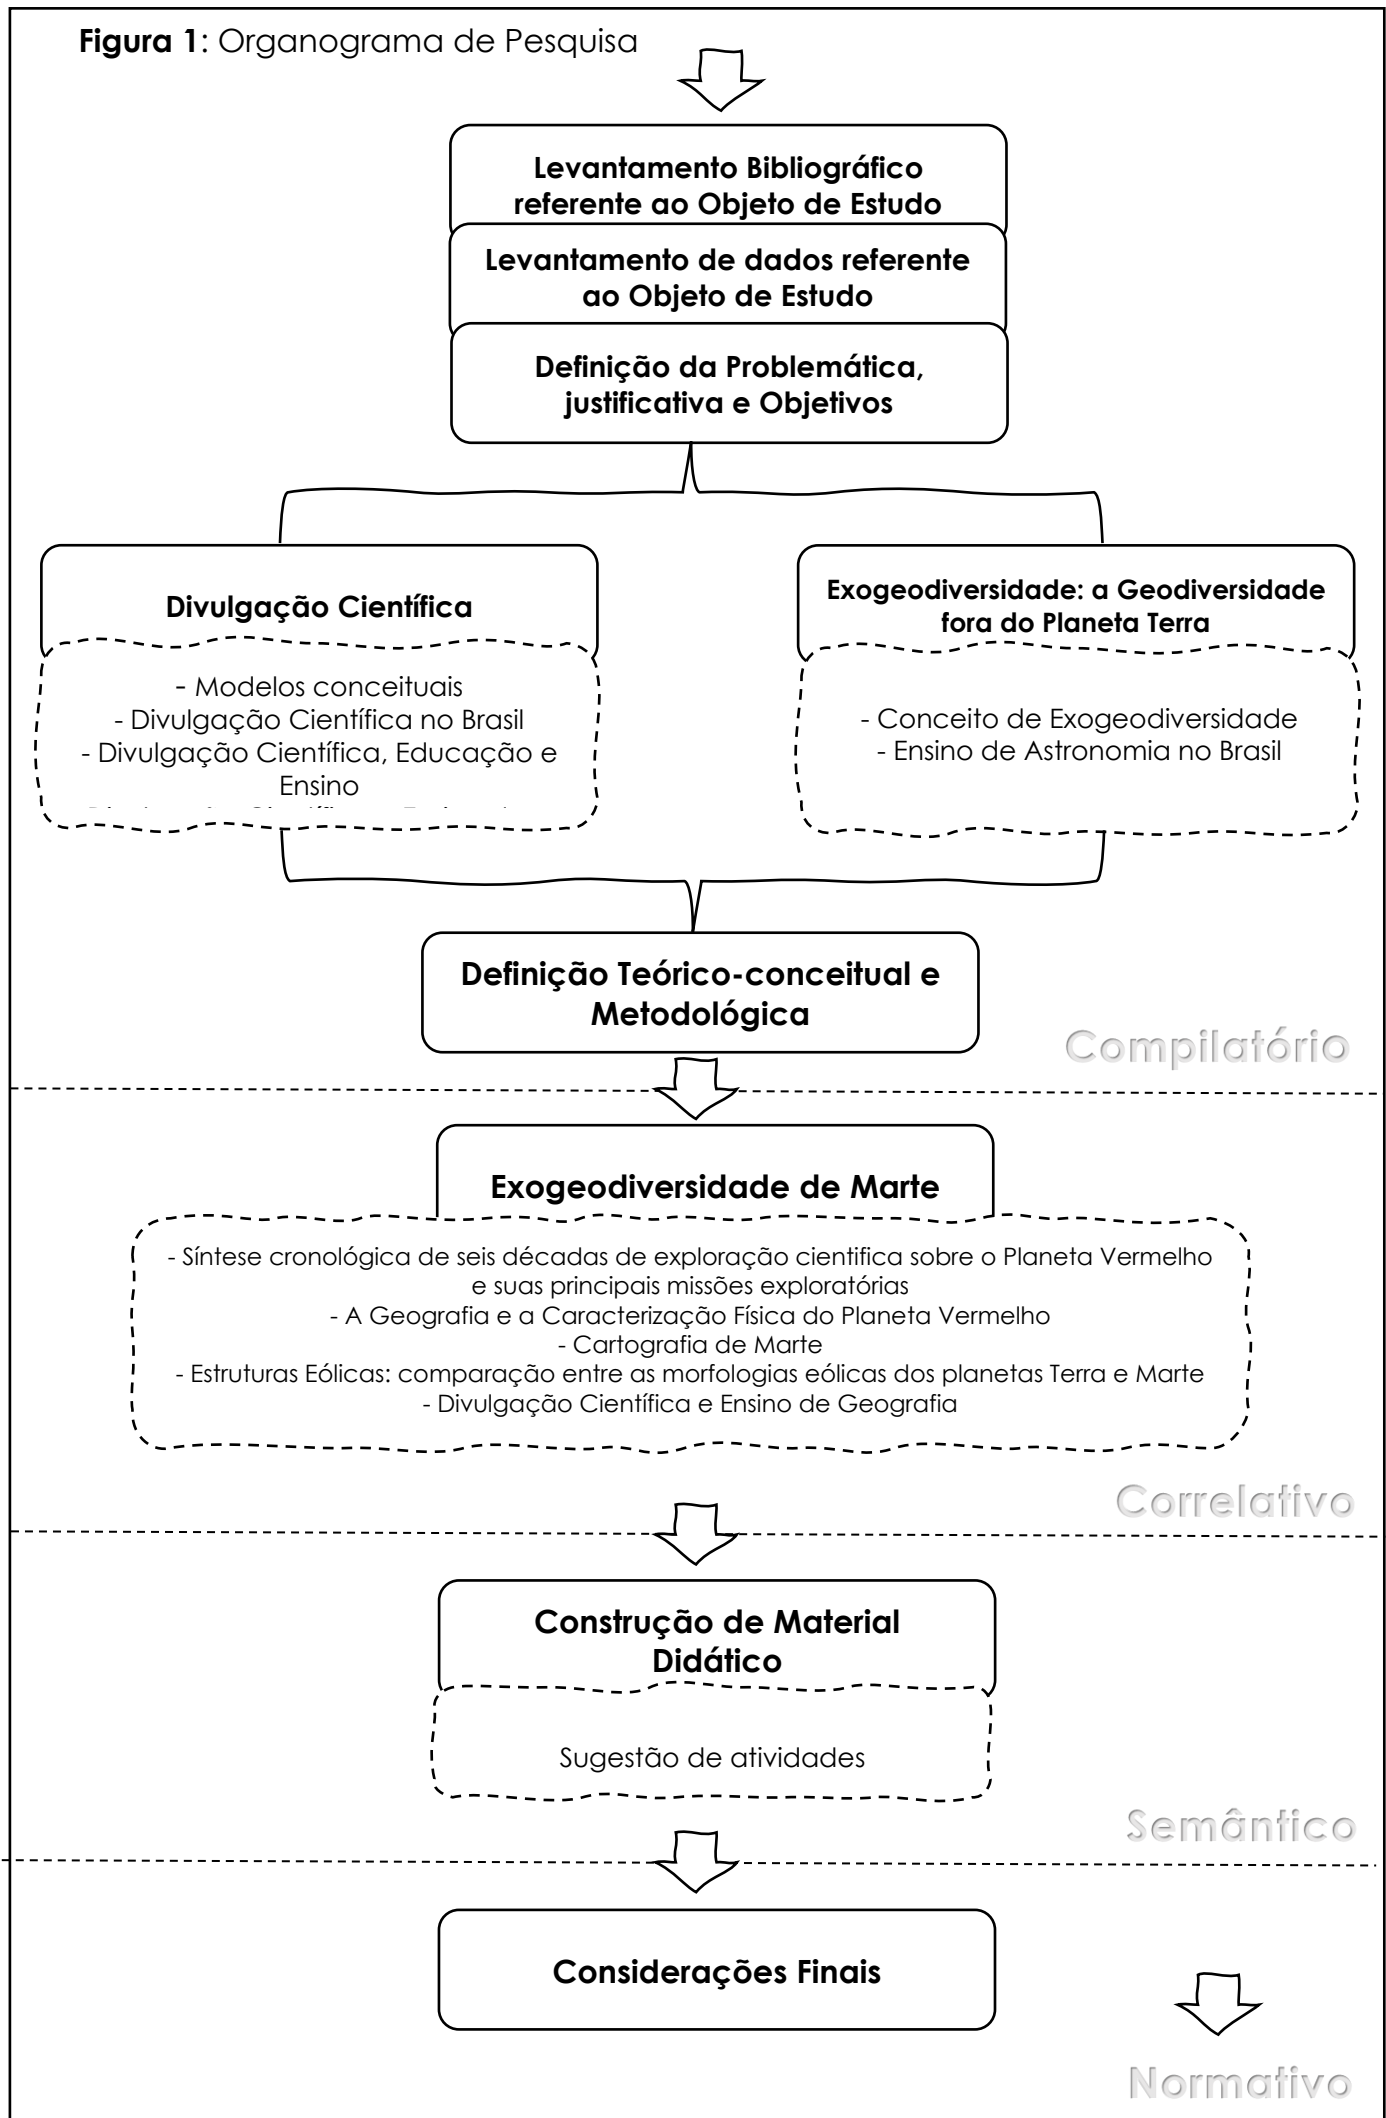 Figura 1: Organograma de Pesquisa
Levantamento Bibliográfico
referente ao Objeto de Estudo
Levantamento de dados referente
ao Objeto de Estudo
Definição da Problemática,
justificativa e Objetivos
Divulgação Científica
- Modelos conceituais
- Divulgação Científica no Brasil
- Divulgação Científica, Educação e
Ensino
Exogeodiversidade: a Geodiversidade
fora do Planeta Terra
- Conceito de Exogeodiversidade
- Ensino de Astronomia no Brasil
Definição Teórico-conceitual e
Metodológica
Compilatório
Exogeodiversidade de Marte
- Síntese cronológica de seis décadas de exploração cientifica sobre o Planeta Vermelho
e suas principais missões exploratórias
- A Geografia e a Caracterização Física do Planeta Vermelho
- Cartografia de Marte
- Estruturas Eólicas: comparação entre as morfologias eólicas dos planetas Terra e Marte
- Divulgação Científica e Ensino de Geografia
Correlativo
Construção de Material
Didático
Sugestão de atividades
Semântico
Considerações Finais
Normativo